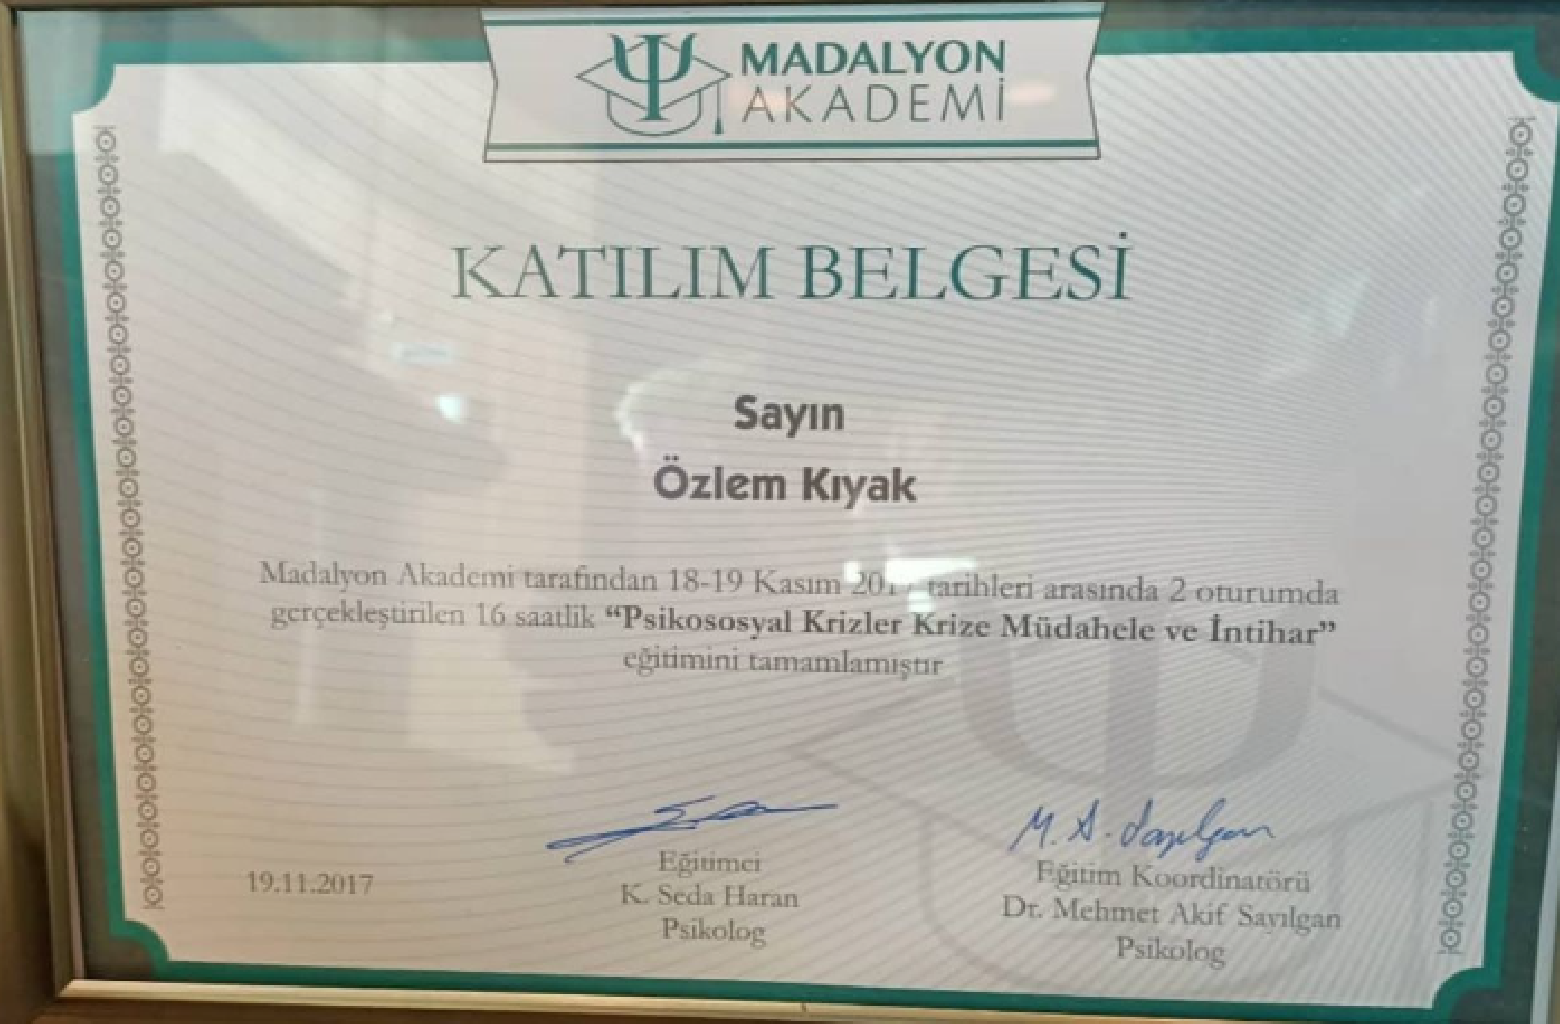 MADALYON
AKADEMİ
KATILIM BELGESİ
Sayın
Özlem Kıyak
Madalyon Akademi tarafından 18-19 Kasım 201 tarihleri arasında 2 oturumda
gerçekleştirilen 16 saatlik “Psikososyal Krizler Krize Müdahele ve İntihar”
eğitimini tamamlamıştır
M. A. Sayılgan
19.11.2017
Eğitimci
K. Seda Haran
Psikolog
Eğitim Koordinatörü
Dr. Mehmet Akif Sayılgan
Psikolog